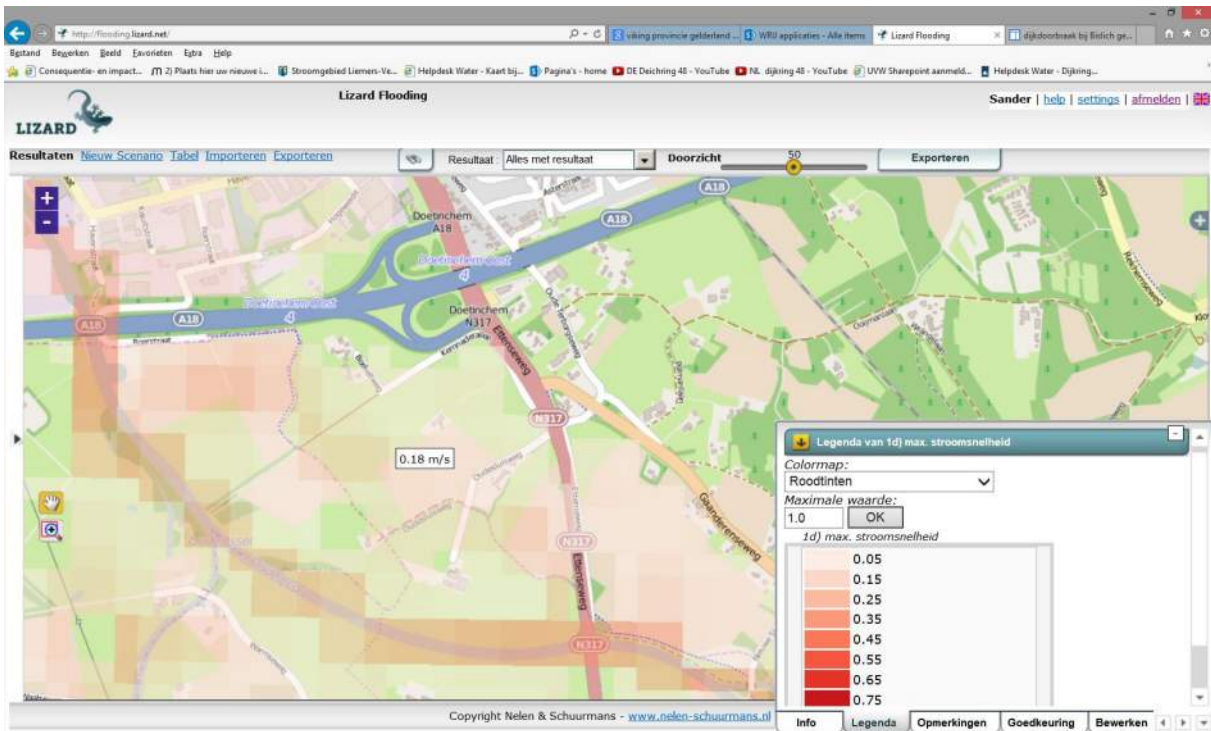 http://flooding.lizard.net/
viking provincie gelderland ...
WRIJ applicaties - Alle items
Lizard Flooding
dijkdoorbraak bij Bislich ge...
Bestand Bewerken Beeld Favorieten Extra Help
Consequentie- en impact...
2) Plaats hier uw nieuwe i...
Stroomgebied Liemers-Ve...
Helpdesk Water - Kaart bij...
Pagina's - home
DE Deichring 48 - YouTube
NL dijkring 48 - YouTube
UVW Sharepoint aanmeld...
Helpdesk Water - Dijkring...
LIZARD
Lizard Flooding
Sander | help | settings | afmelden |
Resultaten Nieuw Scenario Tabel Importeren Exporteren
Resultaat : Alles met resultaat
Doorzicht
50
Exporteren
+
-
A18
Doetinchem
A18
A18
Doetinchem Oost
4
Doetinchem Oost
4
A18
A18
Doetinchem
N317
Ettenseweg
Oude Terborgseweg
Kemnaderallee
N317
0.18 m/s
Gaanderenseweg
N317
Ettenseweg
N317
Legenda van 1d) max. stroomsnelheid
Colormap:
Roodtinten
Maximale waarde:
1.0
OK
1d) max. stroomsnelheid
0.05
0.15
0.25
0.35
0.45
0.55
0.65
0.75
Info Legenda Opmerkingen Goedkeuring Bewerken
Copyright Nelen & Schuurmans - www.nelen-schuurmans.nl